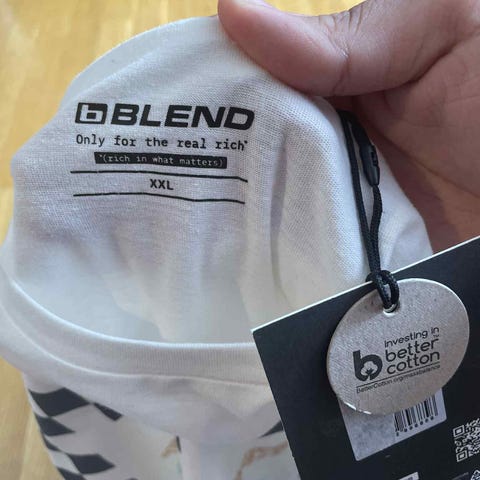 BLEND
Only for the real rich*
*(rich in what matters)
XXL
investing in
better
cotton
betterCotton.org/massbalance